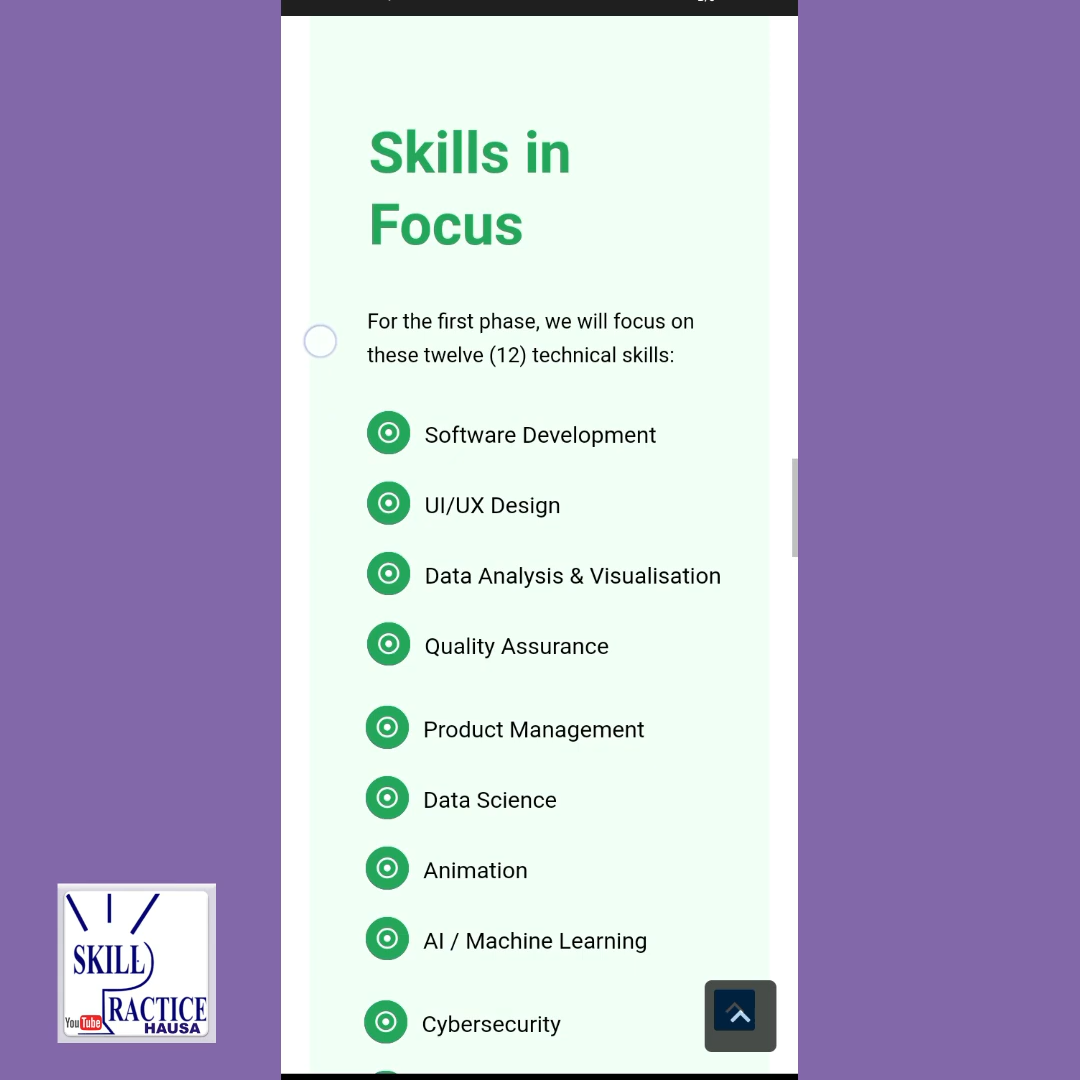 Skills in
Focus
For the first phase, we will focus on
these twelve (12) technical skills:
Software Development
UI/UX Design
Data Analysis & Visualisation
Quality Assurance
Product Management
Data Science
Animation
AI / Machine Learning
Cybersecurity
SKILL
PRACTICE
YouTube
HAUSA